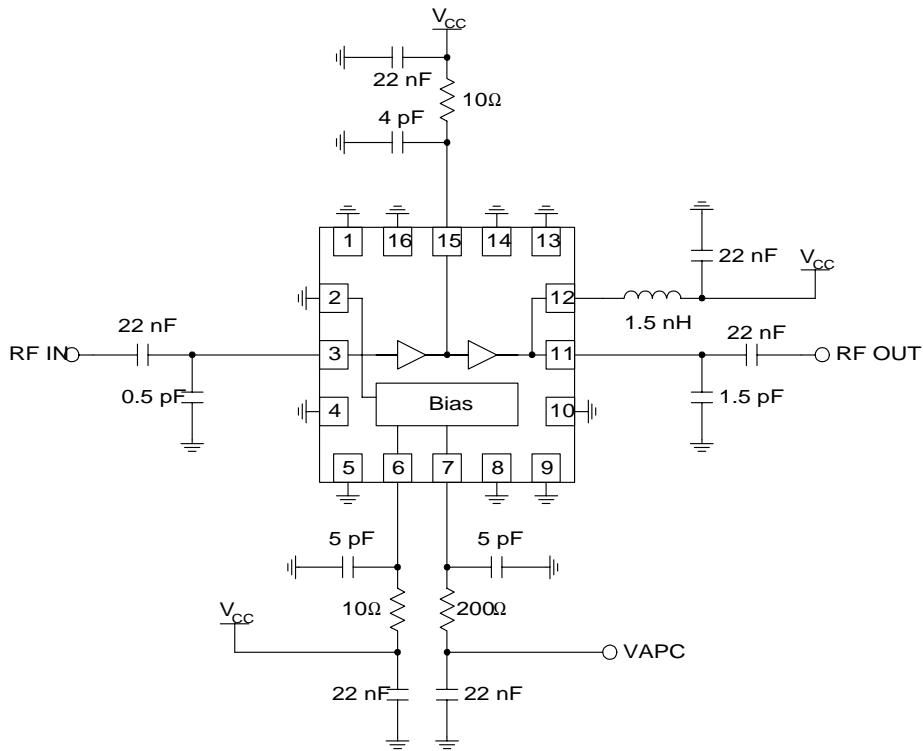 VCC
22 nF
10Ω
4 pF
1 16 15 14 13
22 nF
VCC
2 12
1.5 nH
22 nF
22 nF
RF IN 3 11 RF OUT
0.5 pF
1.5 pF
4 Bias 10
5 6 7 8 9
5 pF 5 pF
10Ω 200Ω
VCC
VAPC
22 nF 22 nF